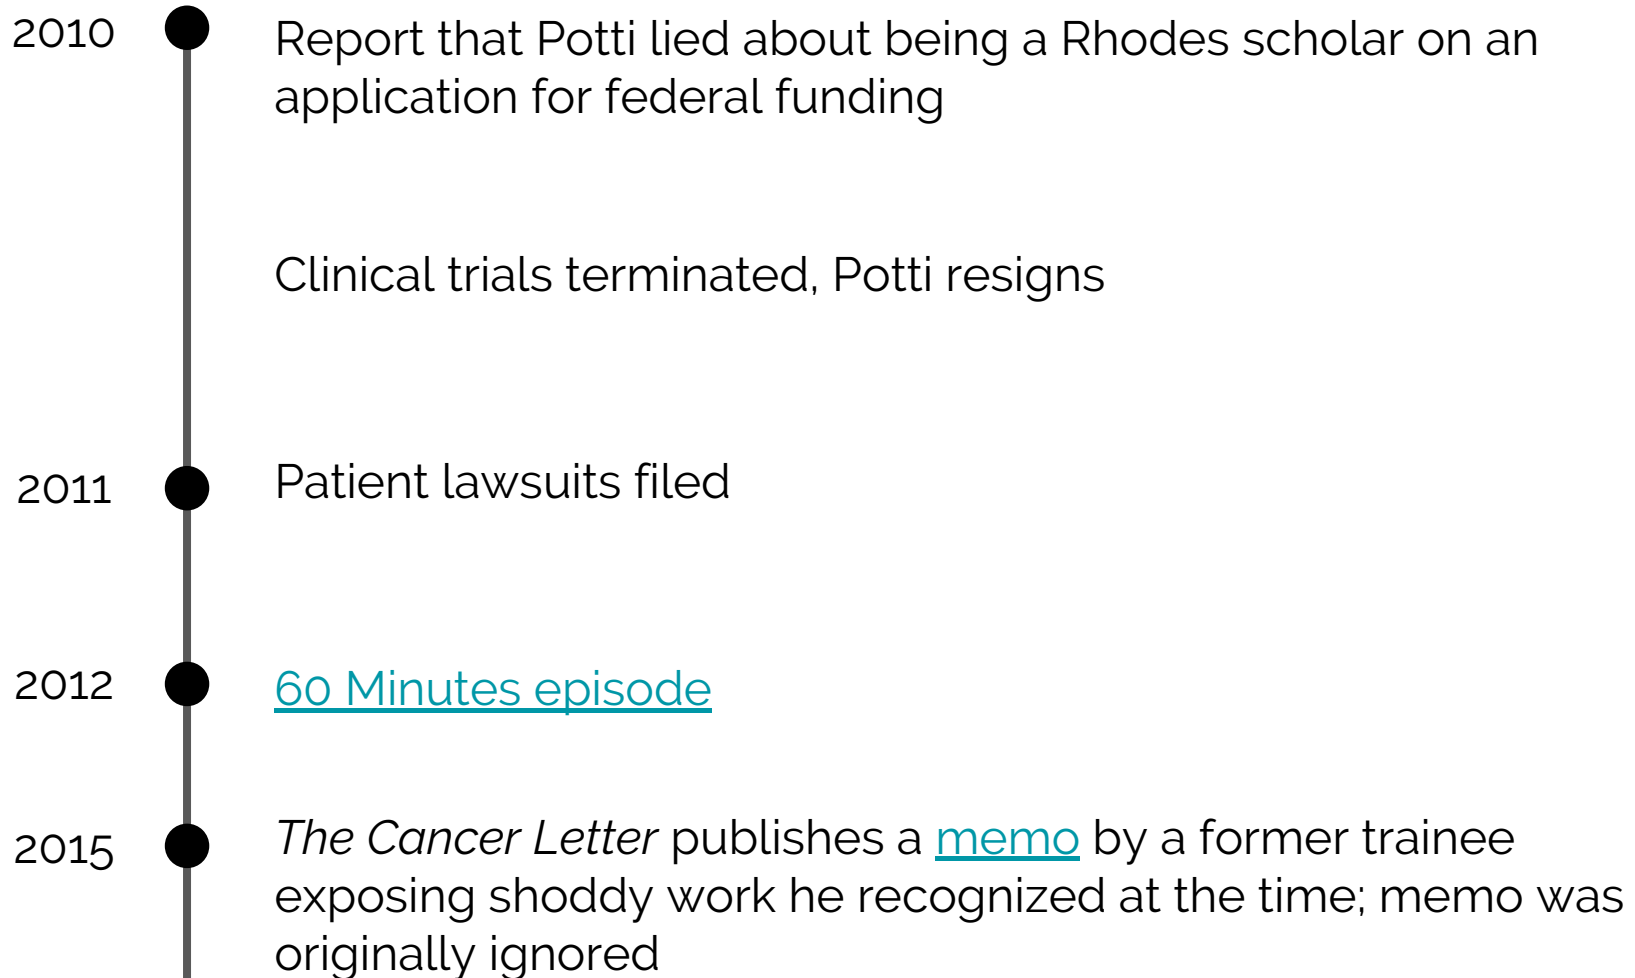 2010
Report that Potti lied about being a Rhodes scholar on an
application for federal funding
Clinical trials terminated, Potti resigns
2011
Patient lawsuits filed
2012
60 Minutes episode
2015
The Cancer Letter publishes a memo by a former trainee
exposing shoddy work he recognized at the time; memo was
originally ignored